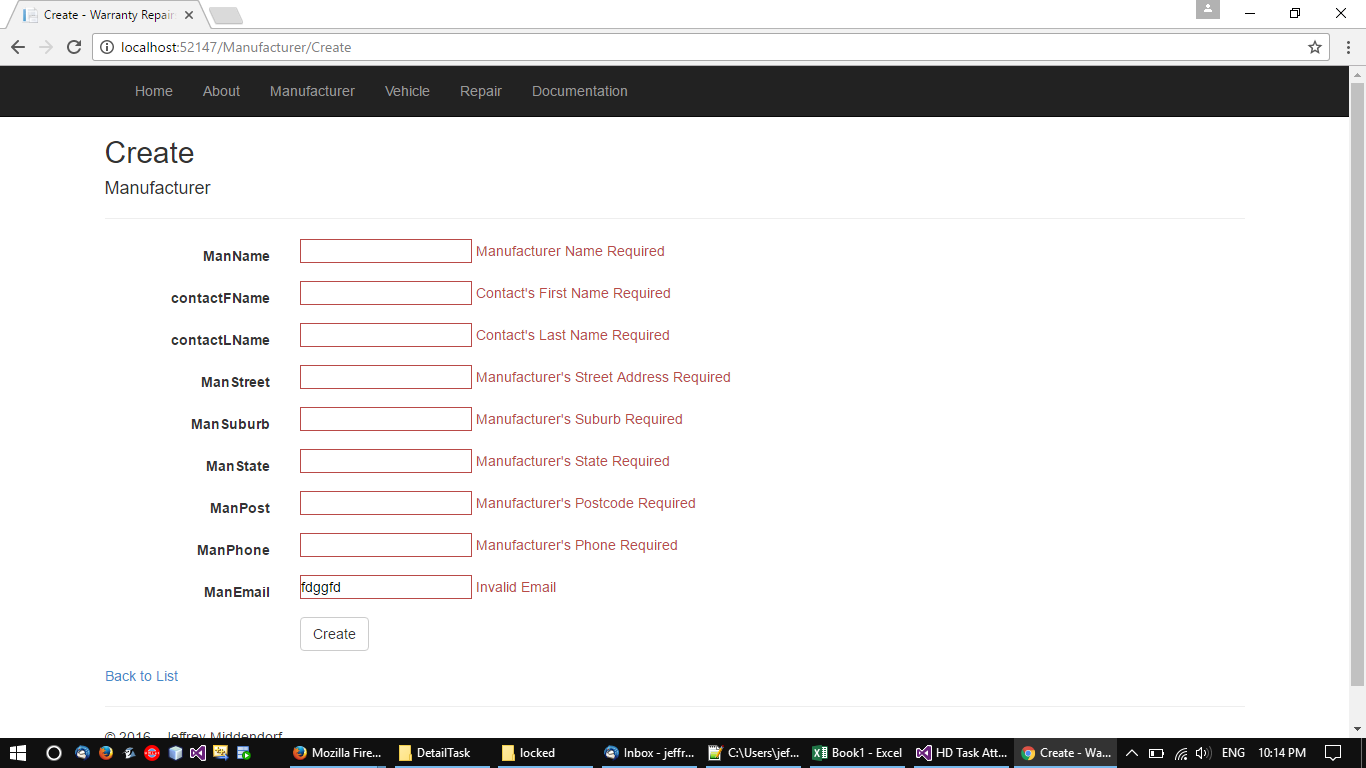 Create - Warranty Repair
localhost:52147/Manufacturer/Create
Home About Manufacturer Vehicle Repair Documentation
Create
Manufacturer
ManName Manufacturer Name Required
contactFName Contact's First Name Required
contactLName Contact's Last Name Required
ManStreet Manufacturer's Street Address Required
ManSuburb Manufacturer's Suburb Required
ManState Manufacturer's State Required
ManPost Manufacturer's Postcode Required
ManPhone Manufacturer's Phone Required
ManEmail fdggfd Invalid Email
Create
Back to List
© 2016 Jeffrey Middendorf
Mozilla Fire... DetailTask locked Inbox - jeffr... C:\Users\jef... Book1 - Excel HD Task Att... Create - Wa... ENG 10:14 PM